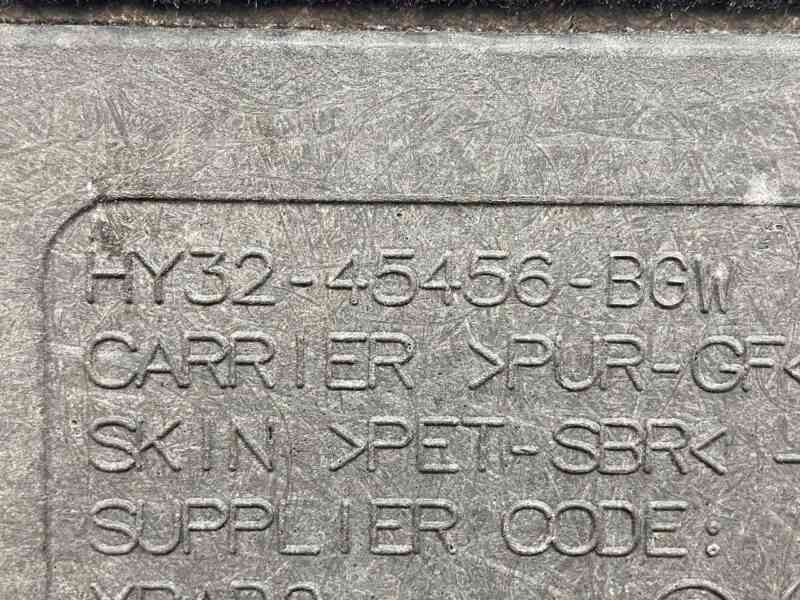 HY32-45456-BGW
CARRIER >PUR-GF<
SKIN >PET-SBR< -
SUPPLIER CODE: